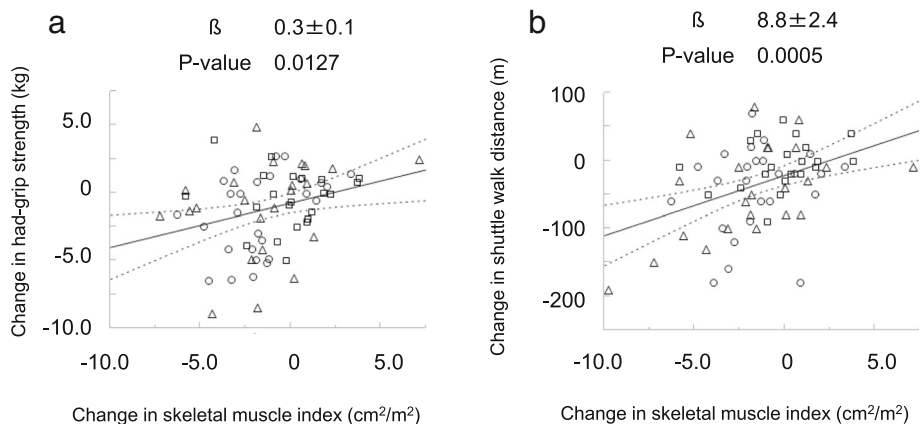 a
ß 0.3±0.1
P-value 0.0127
Change in had-grip strength (kg)
5.0
0
-5.0
-10.0
-10.0 -5.0 0 5.0
Change in skeletal muscle index (cm²/m²)
b
ß 8.8±2.4
P-value 0.0005
Change in shuttle walk distance (m)
100
0
-100
-200
-10.0 -5.0 0 5.0
Change in skeletal muscle index (cm²/m²)